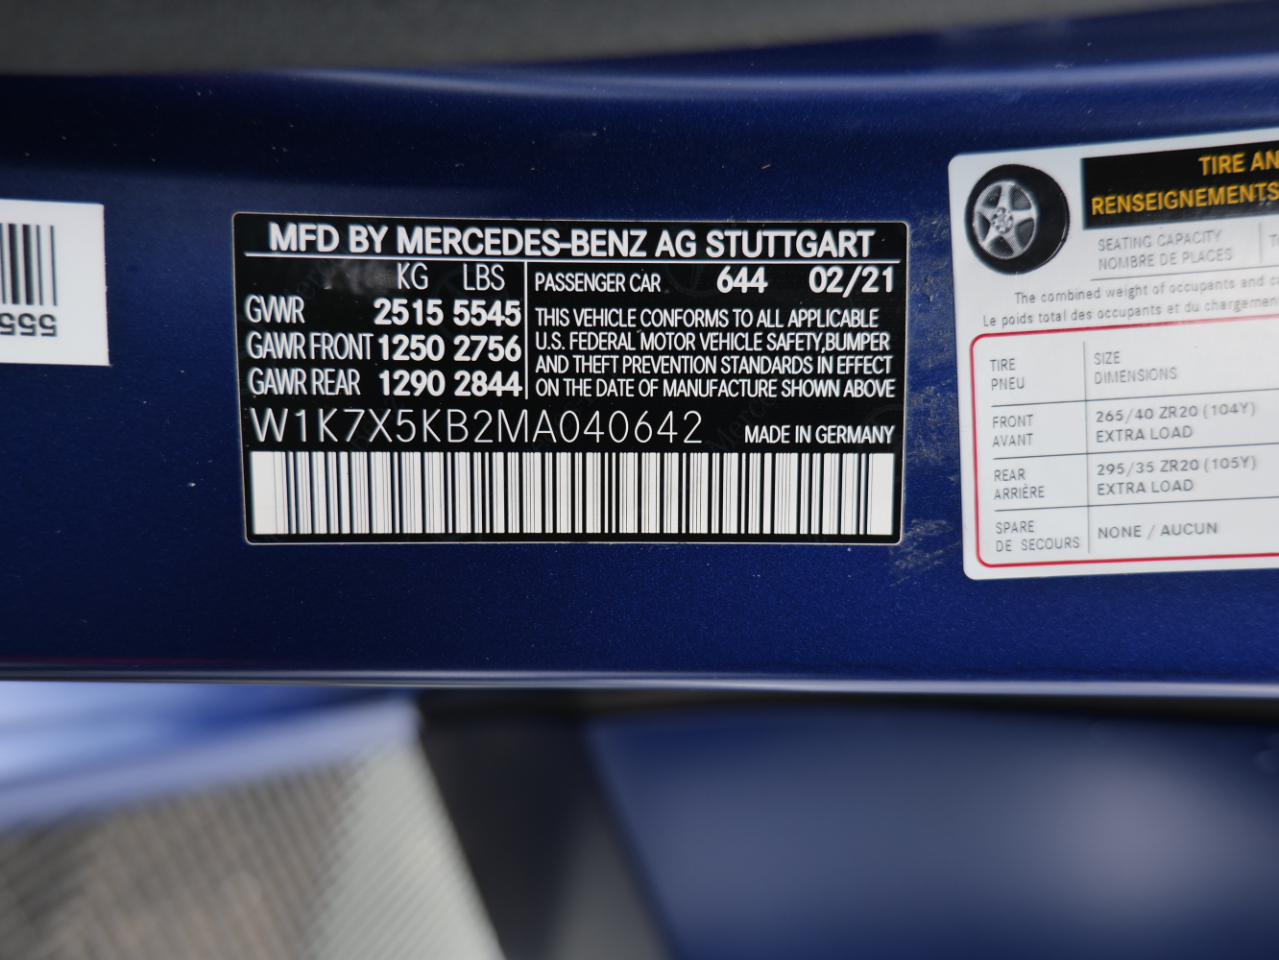 555
MFD BY MERCEDES-BENZ AG STUTTGART
KG LBS
GWR 2515 5545
GAWR FRONT 1250 2756
GAWR REAR 1290 2844
PASSENGER CAR 644 02/21
THIS VEHICLE CONFORMS TO ALL APPLICABLE
U.S. FEDERAL MOTOR VEHICLE SAFETY,BUMPER
AND THEFT PREVENTION STANDARDS IN EFFECT
ON THE DATE OF MANUFACTURE SHOWN ABOVE
W1K7X5KB2MA040642 MADE IN GERMANY
TIRE AN
RENSEIGNEMENTS
SEATING CAPACITY
NOMBRE DE PLACES
The combined weight of occupants and
Le poids total des occupants et du chargemen
TIRE SIZE
PNEU DIMENSIONS
FRONT 265/40 ZR20 (104Y)
AVANT EXTRA LOAD
REAR 295/35 ZR20 (105Y)
ARRIÈRE EXTRA LOAD
SPARE NONE / AUCUN
DE SECOURS